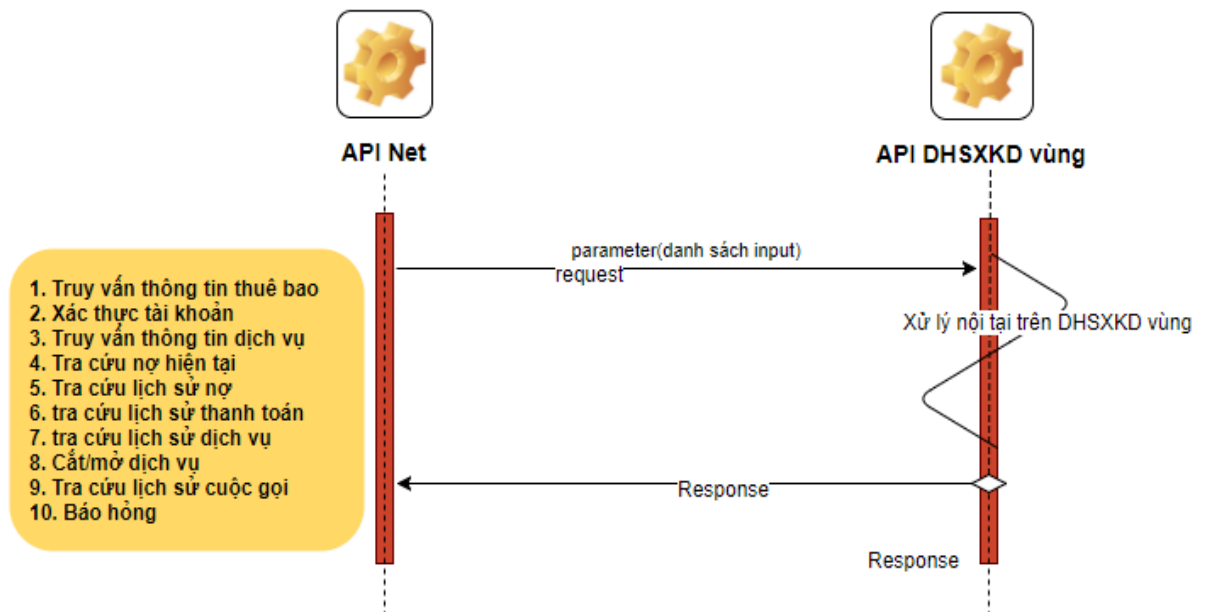 API Net
API DHSXKD vùng
parameter(danh sách input)
request
1. Truy vấn thông tin thuê bao
2. Xác thực tài khoản
3. Truy vấn thông tin dịch vụ
4. Tra cứu nợ hiện tại
5. Tra cứu lịch sử nợ
6. tra cứu lịch sử thanh toán
7. tra cứu lịch sử dịch vụ
8. Cắt/mở dịch vụ
9. Tra cứu lịch sử cuộc gọi
10. Báo hỏng
Xử lý nội tại trên DHSXKD vùng
Response
Response